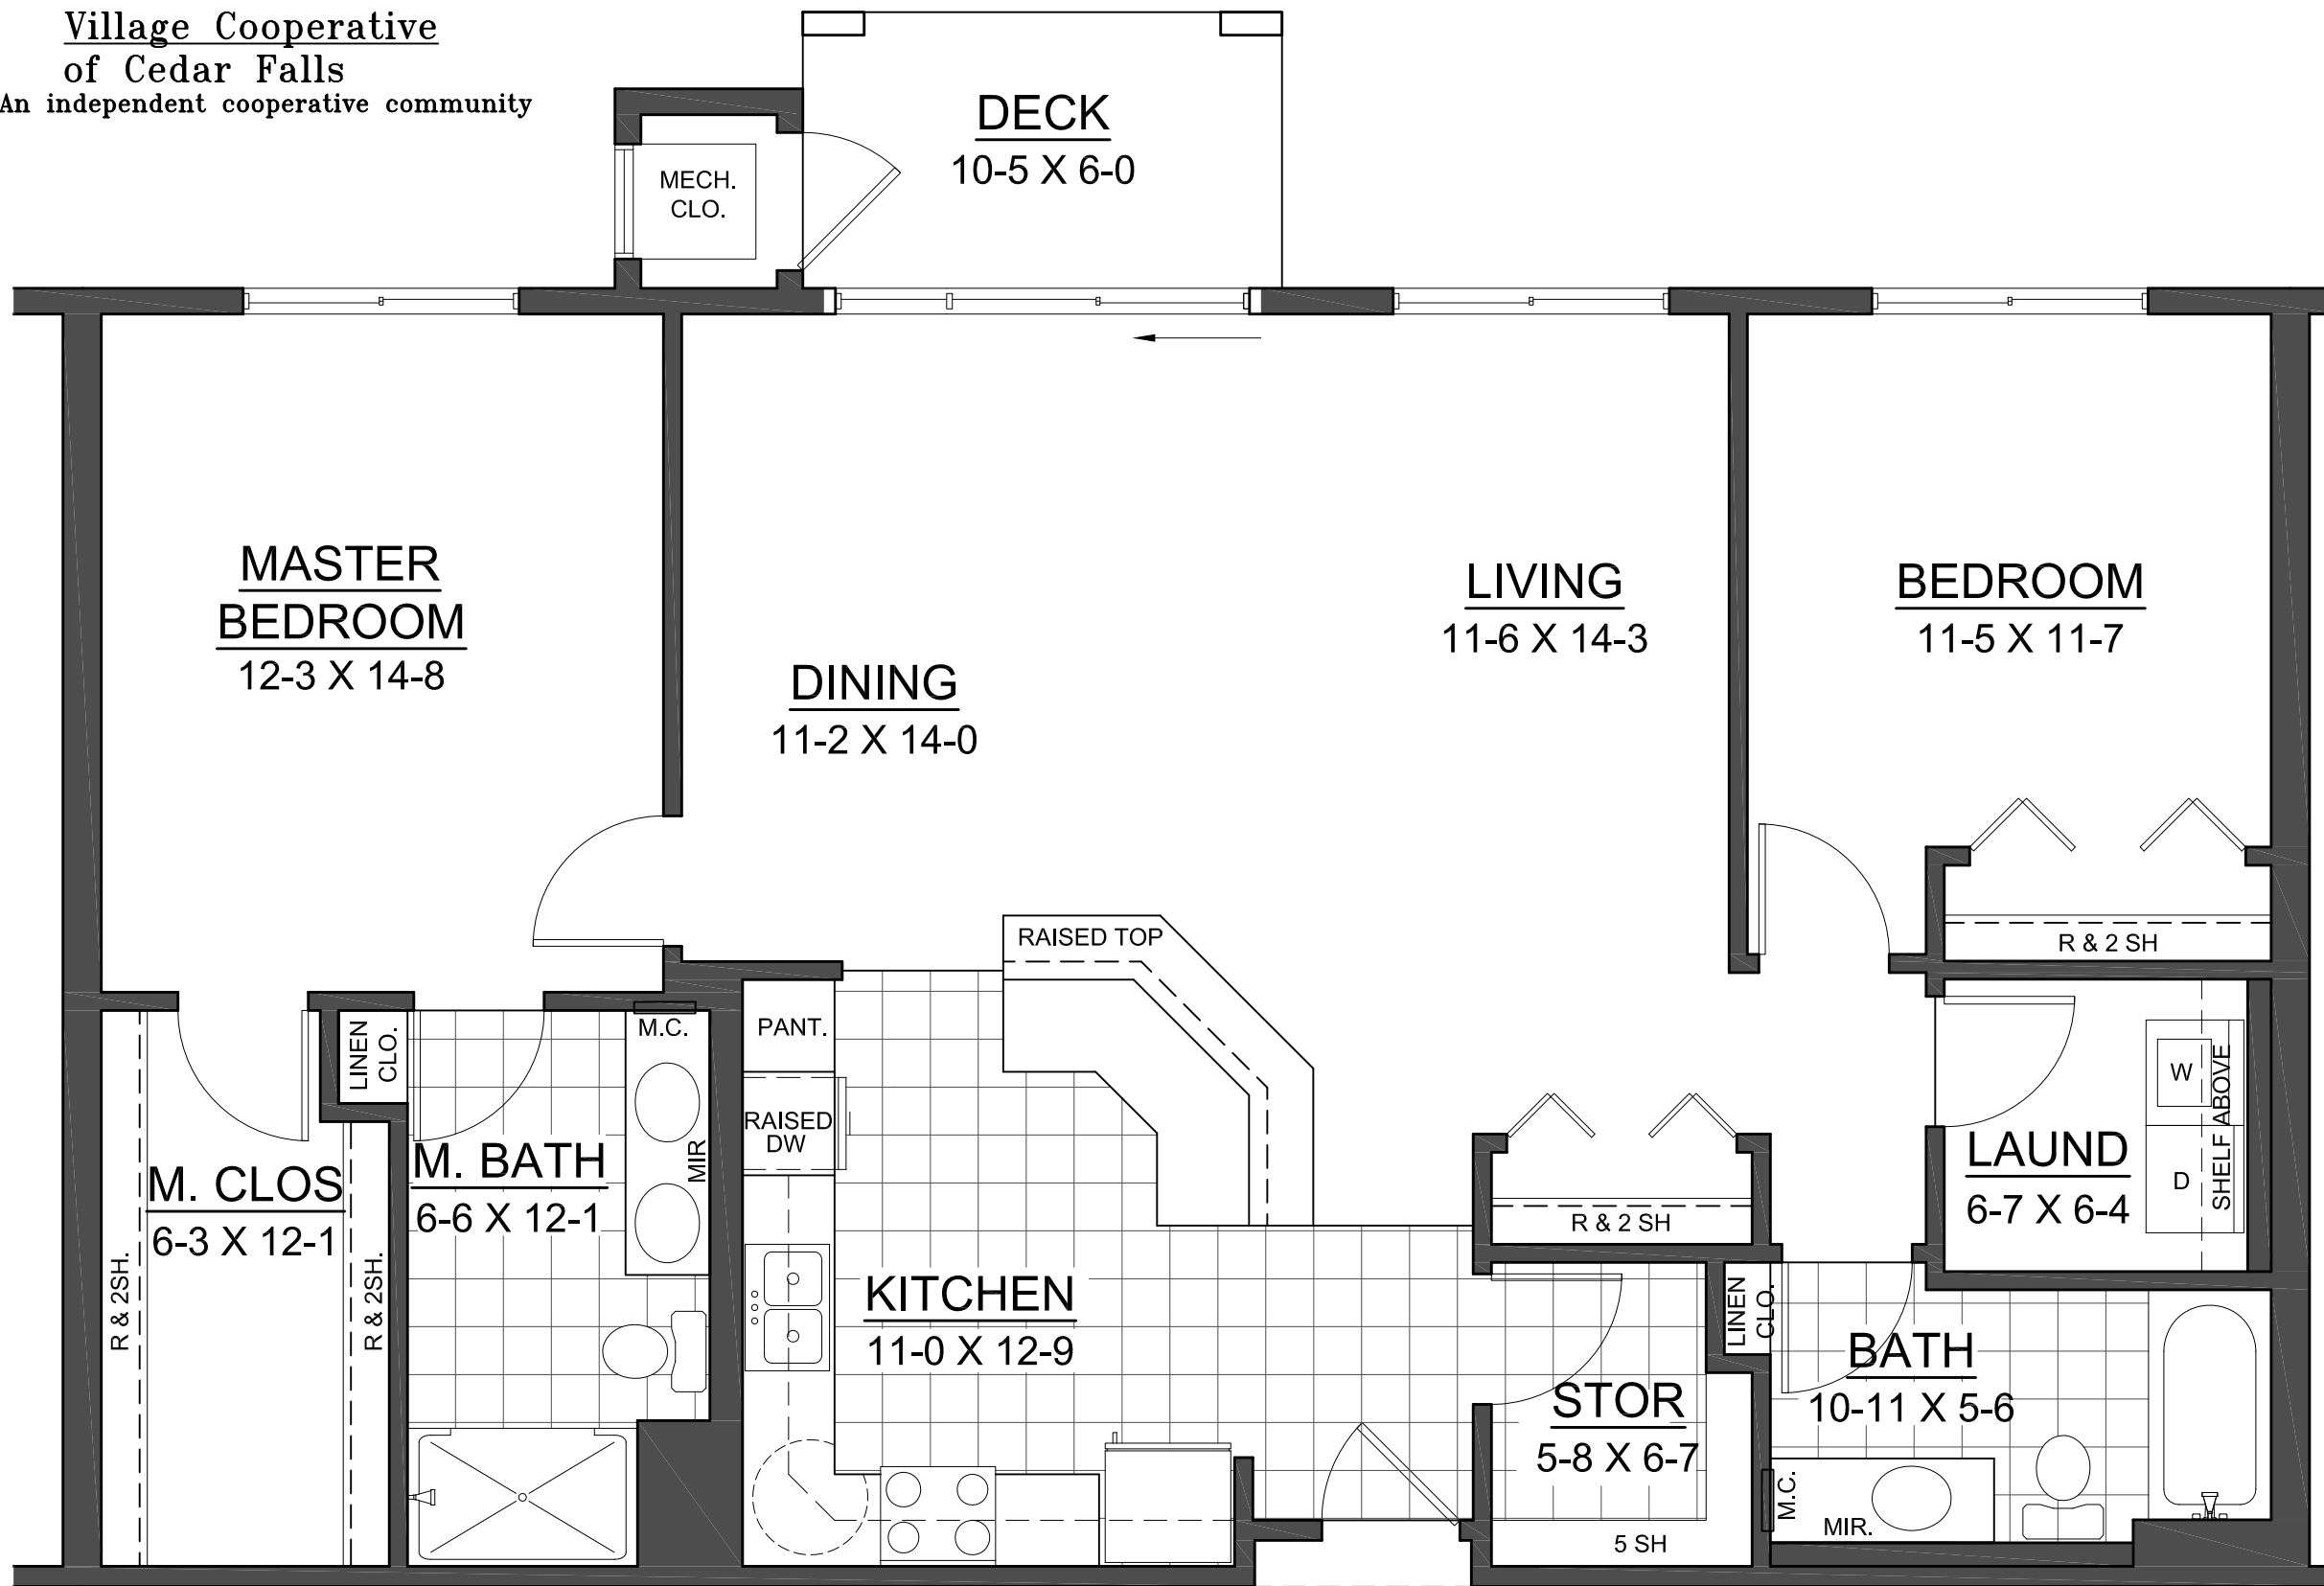 Village Cooperative
of Cedar Falls
An independent cooperative community
DECK
10-5 X 6-0
MECH.
CLO.
MASTER
BEDROOM
12-3 X 14-8
DINING
11-2 X 14-0
LIVING
11-6 X 14-3
BEDROOM
11-5 X 11-7
RAISED TOP
R & 2 SH
LINEN
CLO.
M.C.
PANT.
RAISED
DW
MIR
M. CLOS
6-3 X 12-1
R & 2SH.
R & 2SH.
M. BATH
6-6 X 12-1
KITCHEN
11-0 X 12-9
R & 2 SH
W
D
SHELF ABOVE
LAUND
6-7 X 6-4
LINEN
CLO.
BATH
10-11 X 5-6
STOR
5-8 X 6-7
5 SH
M.C.
MIR.